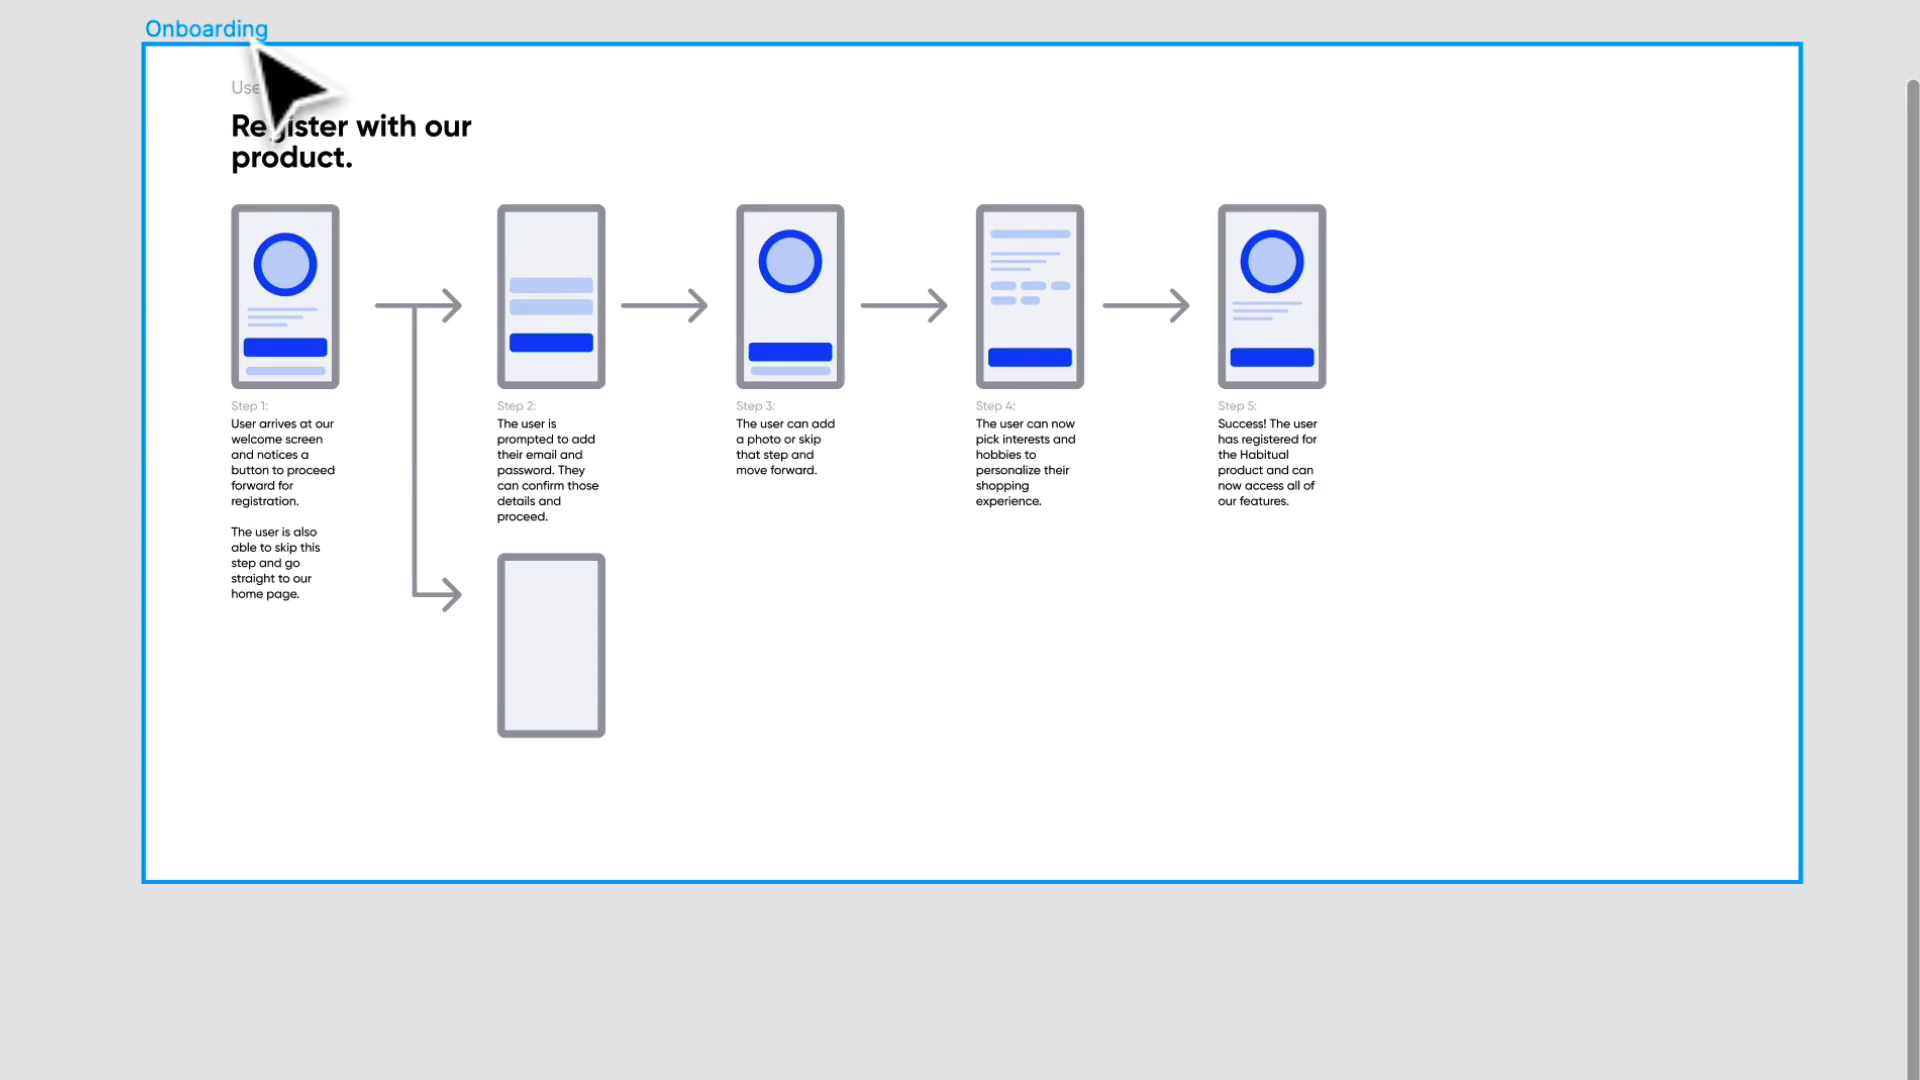 Onboarding
Register with our
product.
Step 1:
User arrives at our
welcome screen
and notices a
button to proceed
forward for
registration.
The user is also
able to skip this
step and go
straight to our
home page.
Step 2:
The user is
prompted to add
their email and
password. They
can confirm those
details and
proceed.
Step 3:
The user can add
a photo or skip
that step and
move forward.
Step 4:
The user can now
pick interests and
hobbies to
personalize their
shopping
experience.
Step 5:
Success! The user
has registered for
the Habitual
product and can
now access all of
our features.